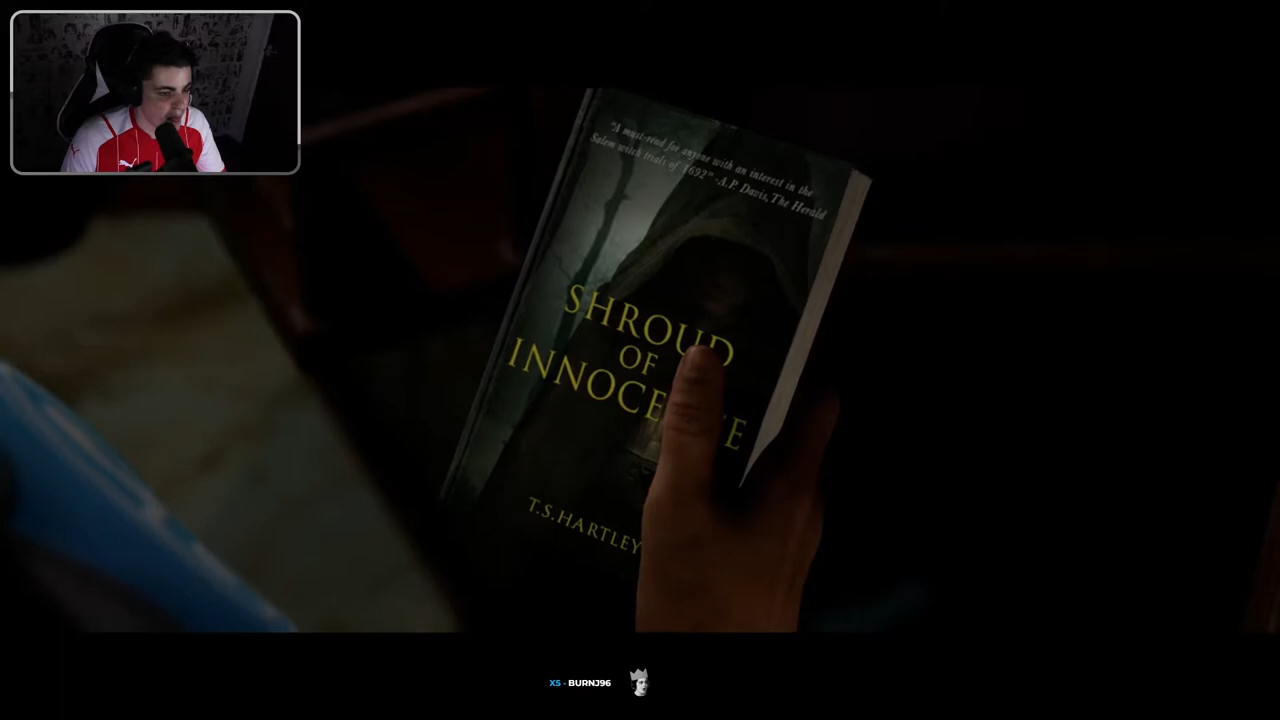 "A must-read for anyone with an interest in the
Salem witch trials of 1692" -A.P. Davis, The Herald
SHROUD
OF
INNOCE E
T.S.HARTLEY
X5 - BURNJ96